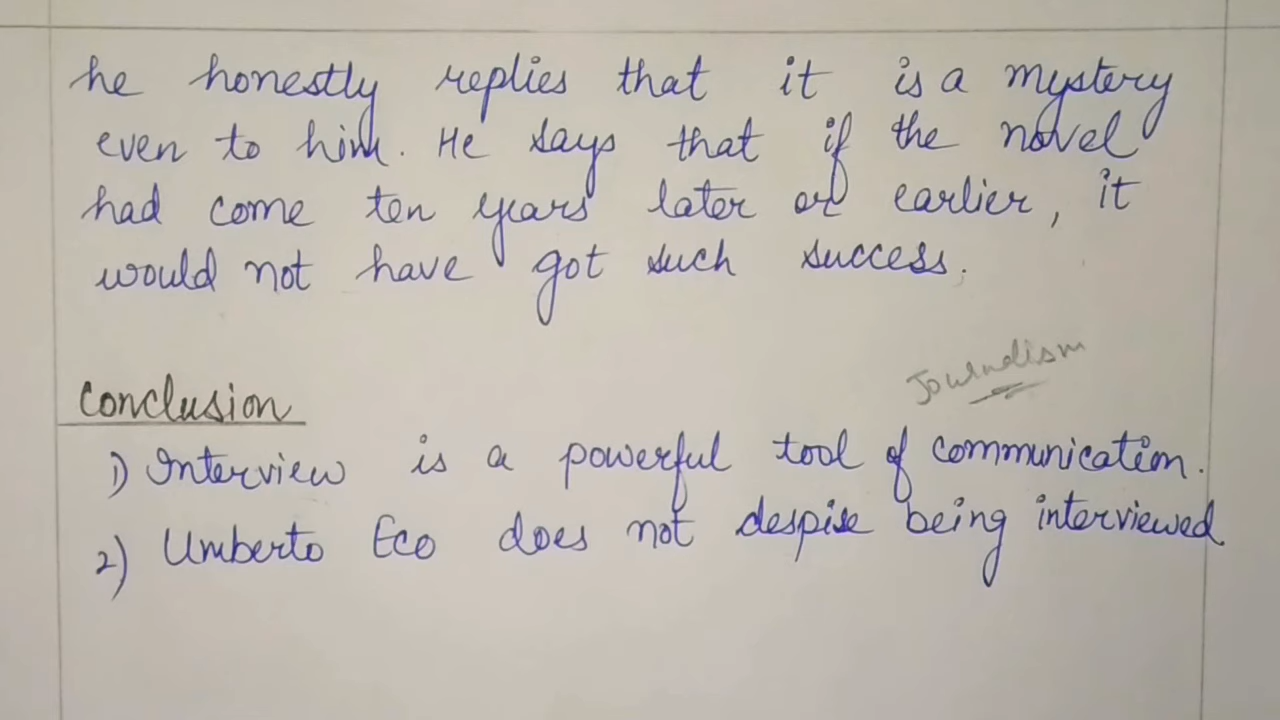 he honestly replies that it is a mystery
even to him. He says that if the novel
had come ten years later or earlier, it
would not have got such success.
Journalism
Conclusion
1) Interview is a powerful tool of communication.
2) Umberto Eco does not despise being interviewed